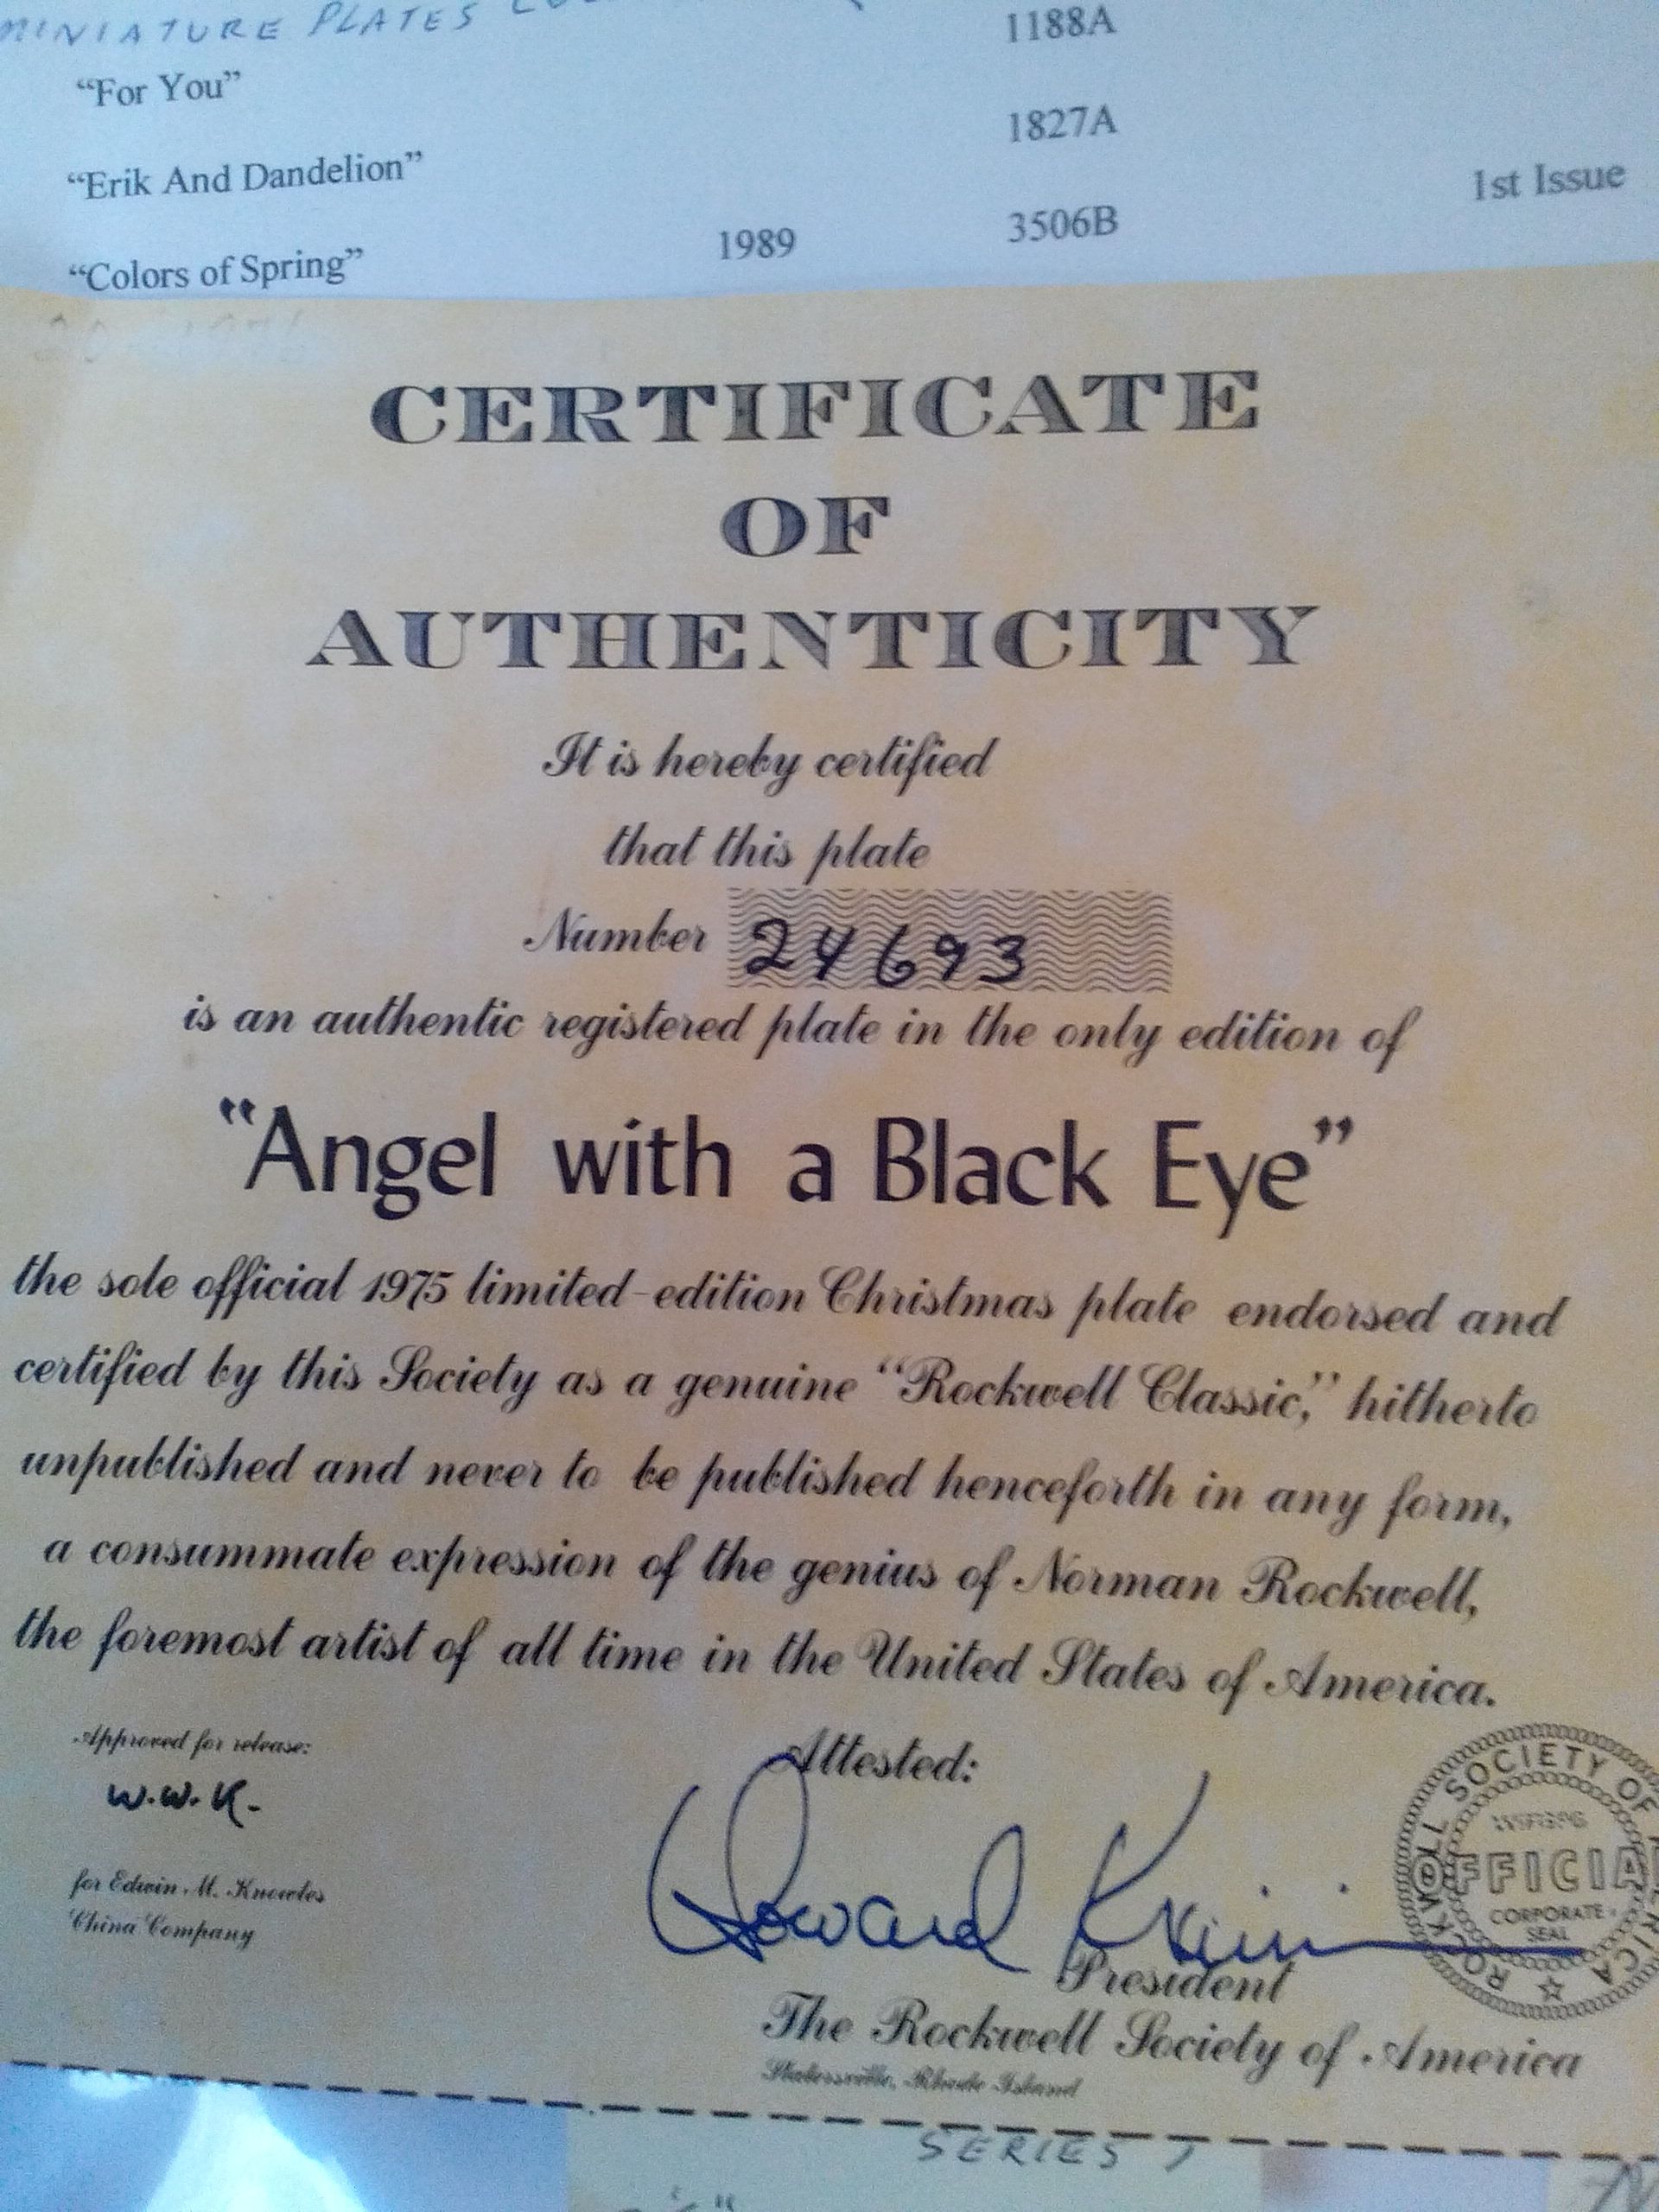 MINIATURE PLATES
1188A
"For You"
1827A
"Erik And Dandelion"
1st Issue
3506B
1989
"Colors of Spring"
CERTIFICATE
OF
AUTHENTICITY
It is hereby certified
that this plate
Number 24693
is an authentic registered plate in the only edition of
"Angel with a Black Eye"
the sole official 1975 limited-edition Christmas plate endorsed and
certified by this Society as a genuine "Rockwell Classic," hitherto
unpublished and never to be published henceforth in any form,
a consummate expression of the genius of Norman Rockwell,
the foremost artist of all time in the United States of America.
Approved for release:
W.W.K.
for Edwin M. Knowles
China Company
Attested:
Howard
President
The Rockwell Society of America
Rhode Island
ROCKWELL SOCIETY OF
OFFICIA
CORPORATE
SEAL
SERIES